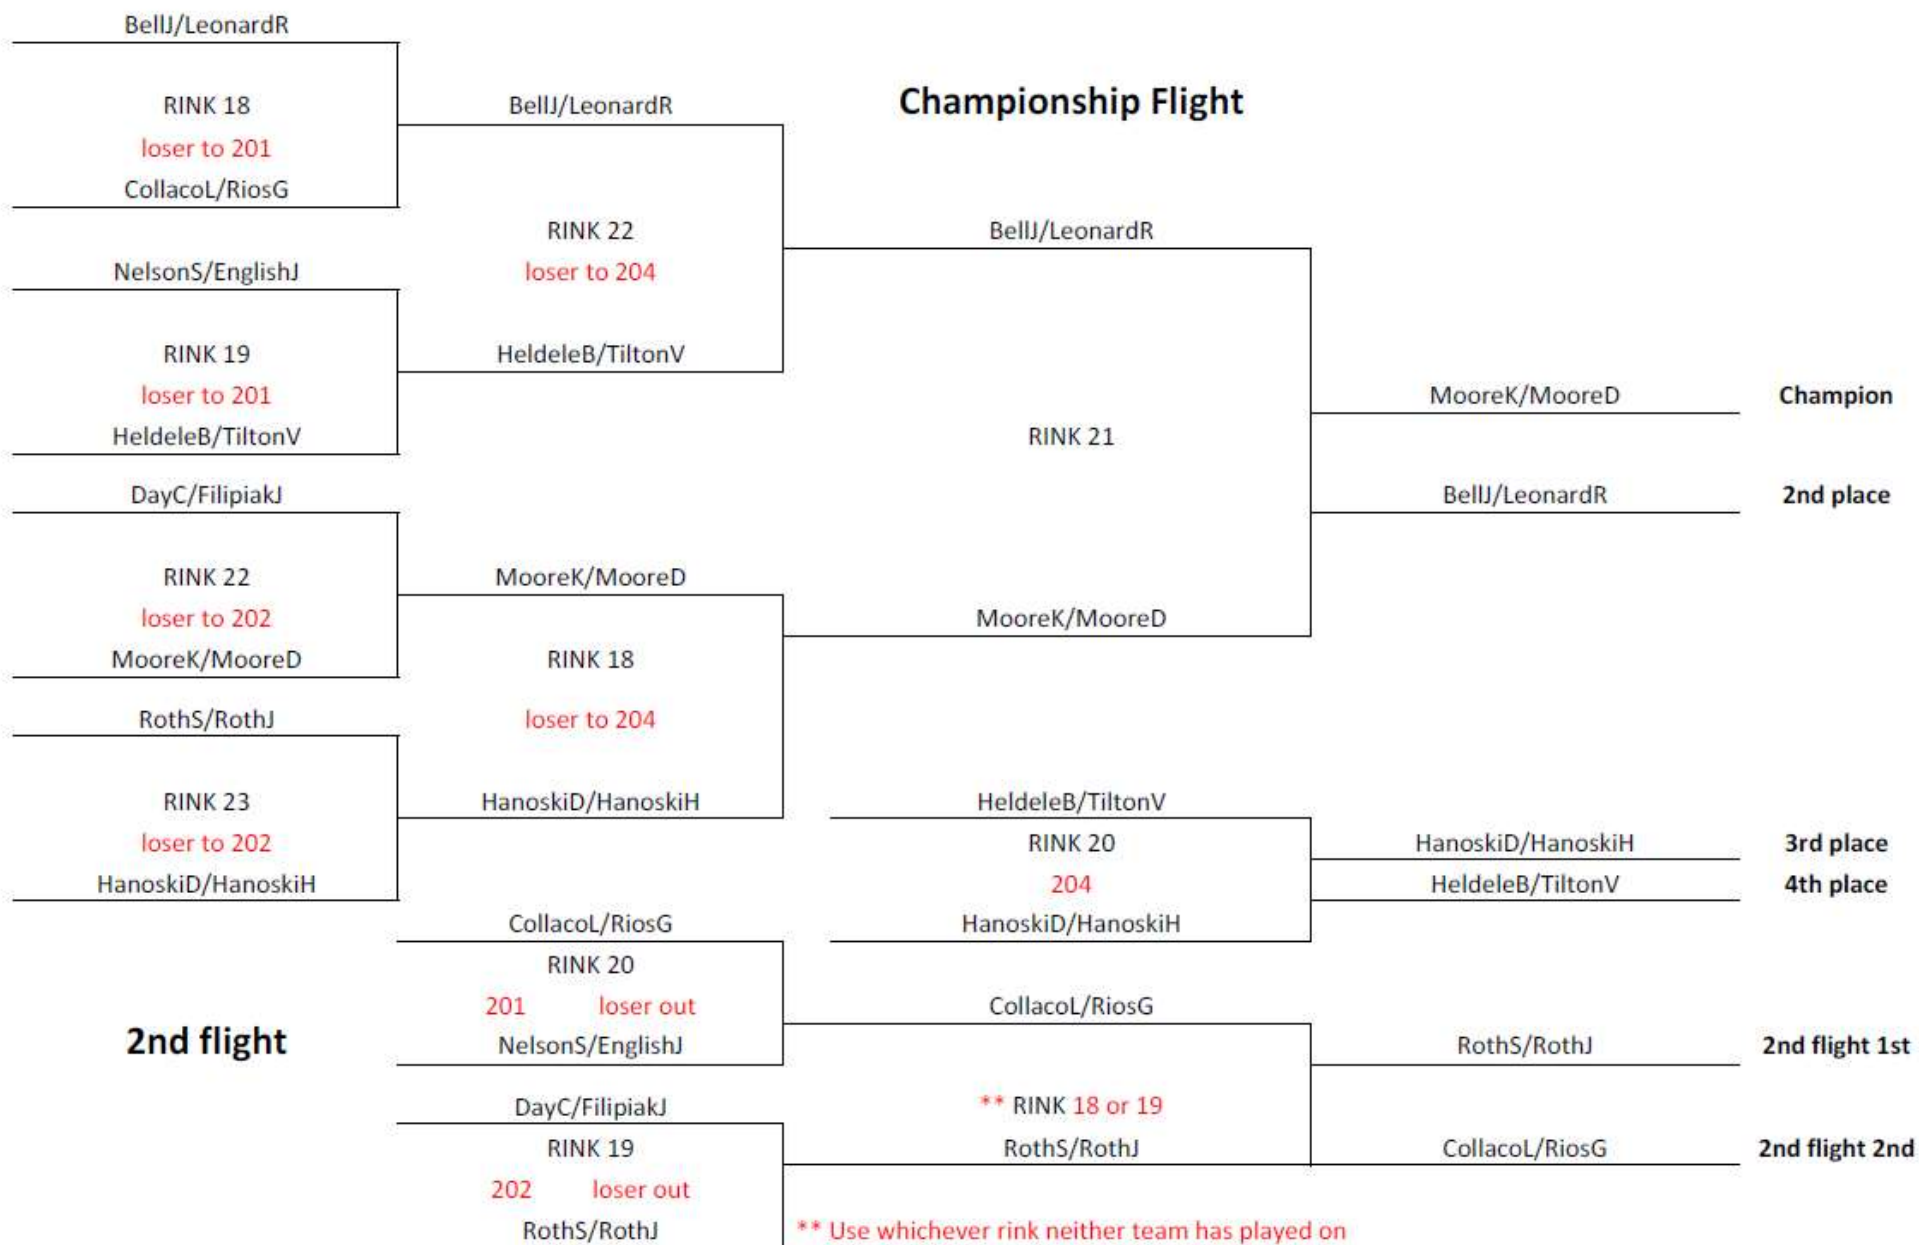 BellJ/LeonardR
RINK 18
loser to 201
CollacoL/RiosG
NelsonS/EnglishJ
RINK 19
loser to 201
HeldeleB/TiltonV
DayC/FilipiakJ
RINK 22
loser to 202
MooreK/MooreD
RothS/RothJ
RINK 23
loser to 202
HanoskiD/HanoskiH
BellJ/LeonardR
RINK 22
loser to 204
HeldeleB/TiltonV
MooreK/MooreD
RINK 18
loser to 204
HanoskiD/HanoskiH
Championship Flight
BellJ/LeonardR
RINK 21
MooreK/MooreD
MooreK/MooreD Champion
BellJ/LeonardR 2nd place
HeldeleB/TiltonV
RINK 20
204
HanoskiD/HanoskiH
HanoskiD/HanoskiH 3rd place
HeldeleB/TiltonV 4th place
2nd flight
CollacoL/RiosG
RINK 20
201 loser out
NelsonS/EnglishJ
DayC/FilipiakJ
RINK 19
202 loser out
RothS/RothJ
CollacoL/RiosG
** RINK 18 or 19
RothS/RothJ
RothS/RothJ 2nd flight 1st
CollacoL/RiosG 2nd flight 2nd
** Use whichever rink neither team has played on